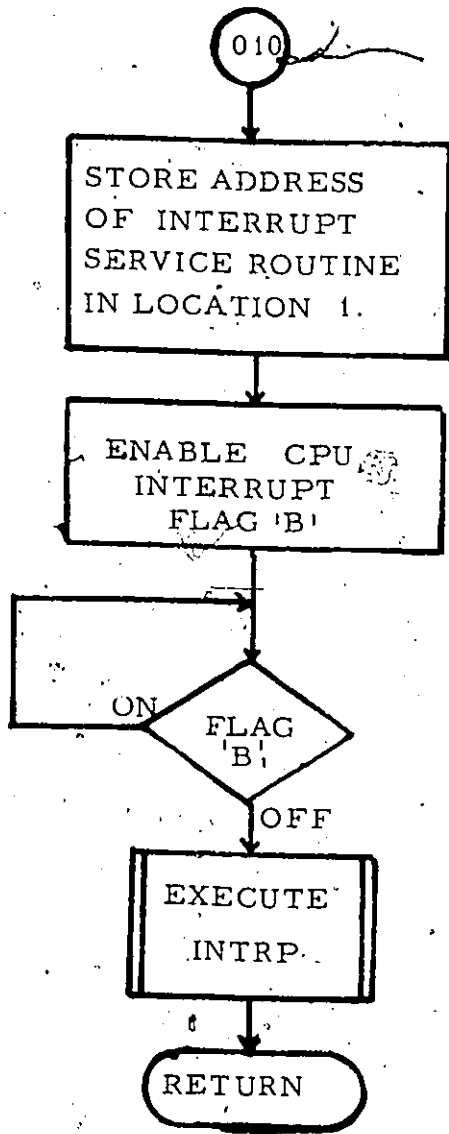 010
STORE ADDRESS
OF INTERRUPT
SERVICE ROUTINE
IN LOCATION 1.
ENABLE CPU
INTERRUPT
FLAG 'B'
ON
FLAG
'B'
OFF
EXECUTE
INTRP
RETURN